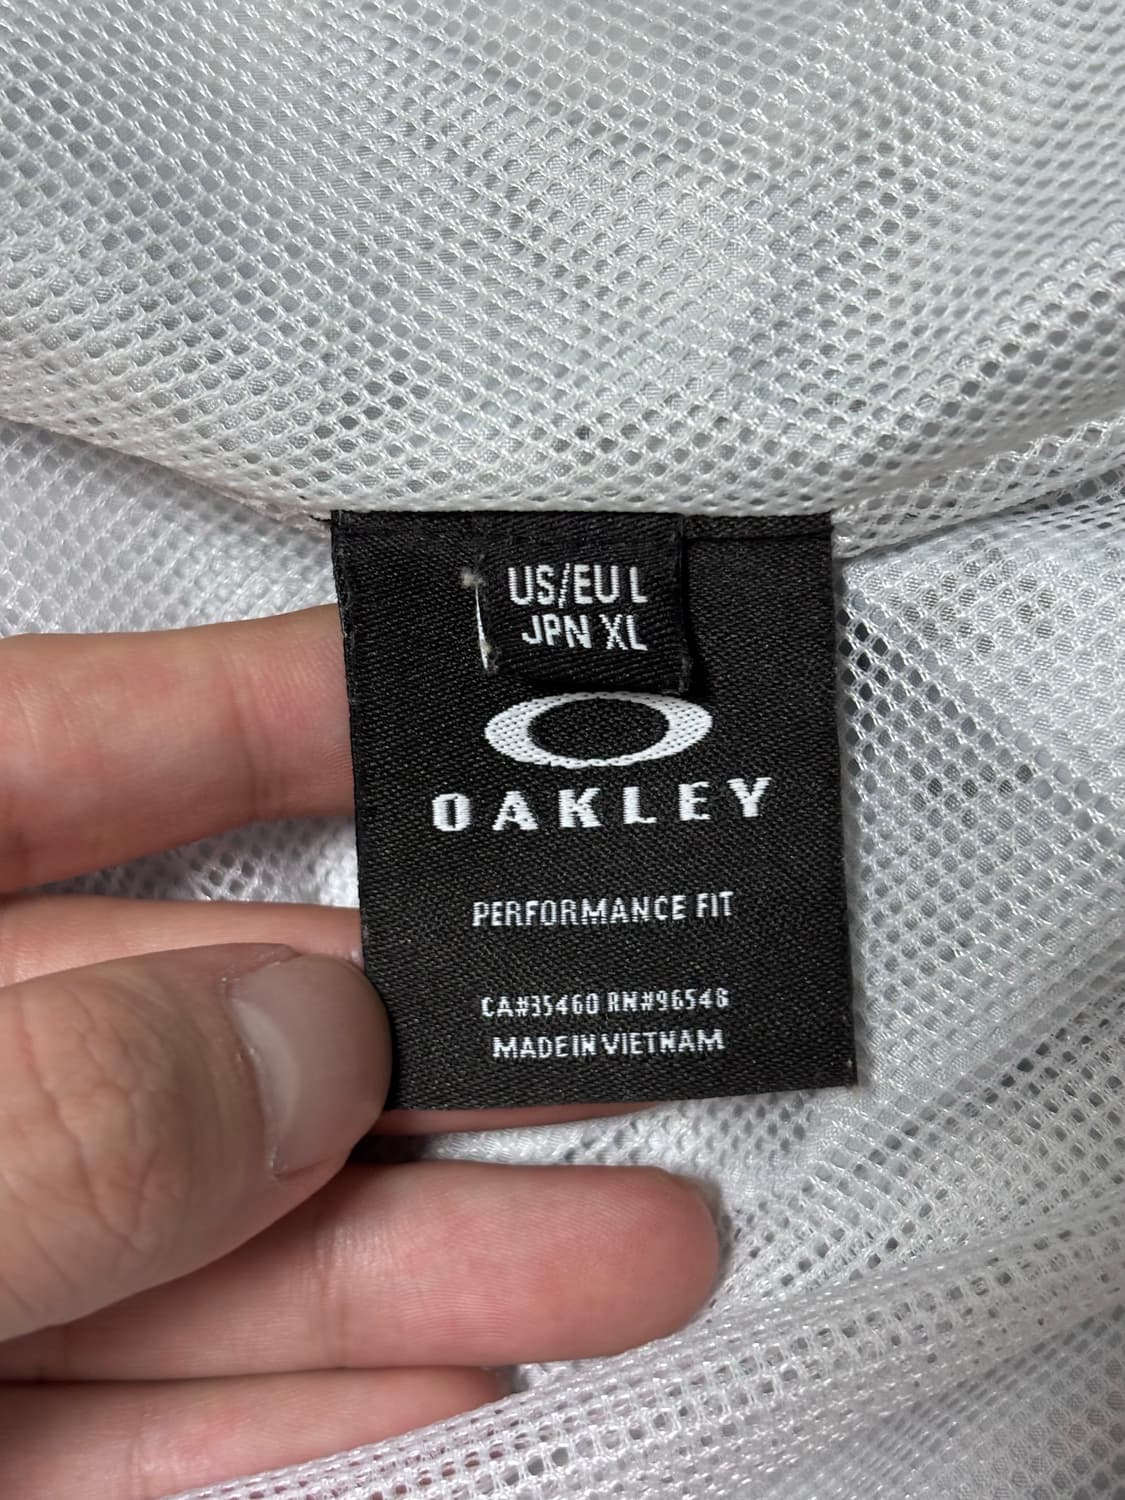 US/EU L
JPN XL
OAKLEY
PERFORMANCE FIT
CA#35460 RN#96548
MADE IN VIETNAM